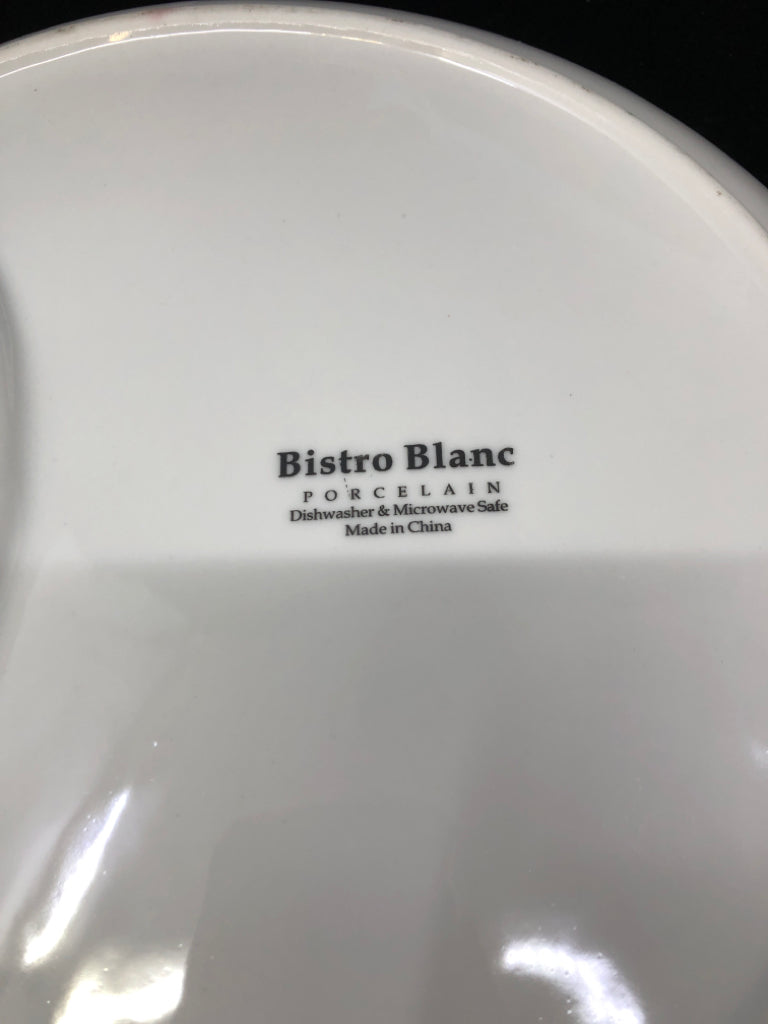 Bistro Blanc
PORCELAIN
Dishwasher & Microwave Safe
Made in China